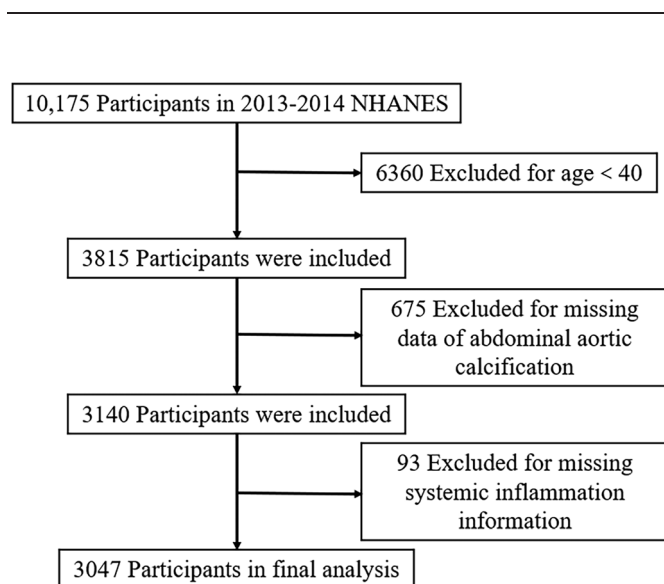 10,175 Participants in 2013-2014 NHANES
6360 Excluded for age < 40
3815 Participants were included
675 Excluded for missing
data of abdominal aortic
calcification
3140 Participants were included
93 Excluded for missing
systemic inflammation
information
3047 Participants in final analysis